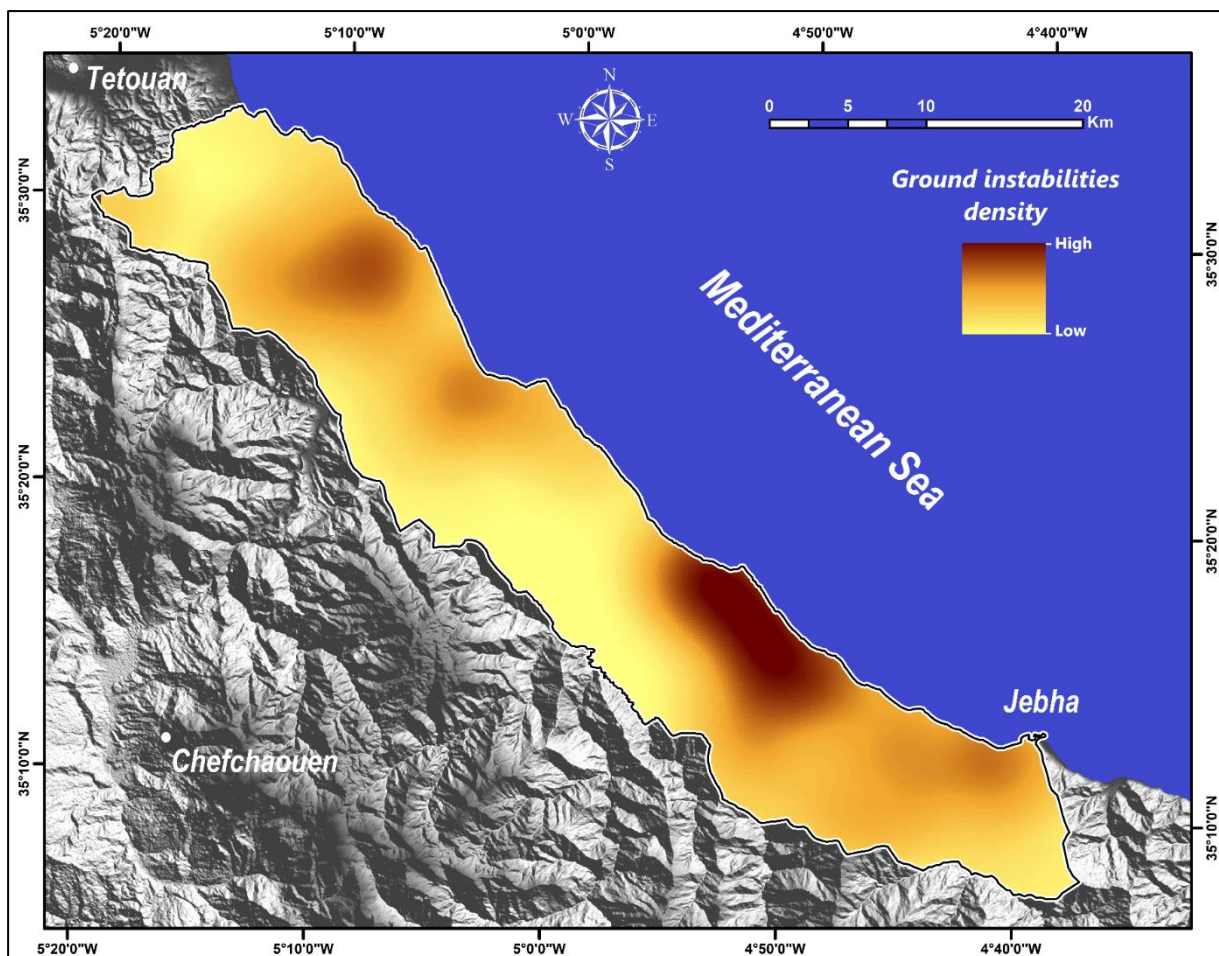 5°20'0"W 5°10'0"W 5°0'0"W 4°50'0"W 4°40'0"W
Tetouan
N
W E
S
0 5 10 20
Km
Ground instabilities
density
High
Low
35°30'0"N
35°30'0"N
Mediterranean Sea
35°20'0"N
35°20'0"N
Jebha
Chefchaouen
35°10'0"N
35°10'0"N
5°20'0"W 5°10'0"W 5°0'0"W 4°50'0"W 4°40'0"W